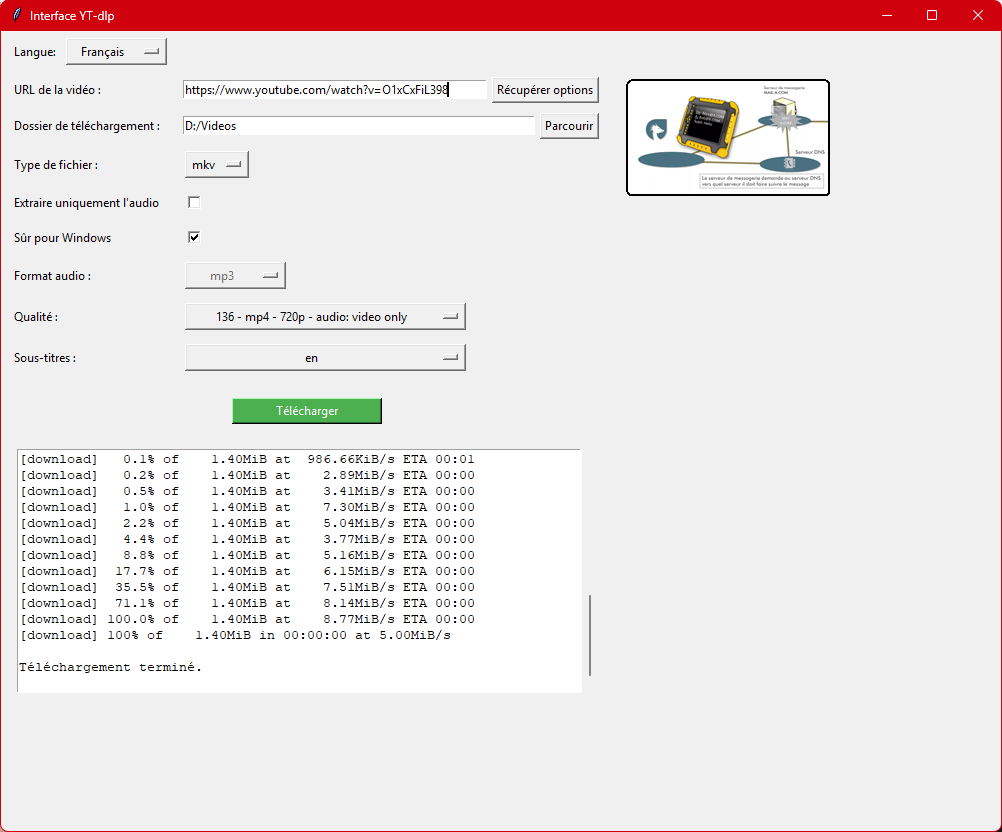 Interface YT-dlp
Langue: Français
URL de la vidéo : https://www.youtube.com/watch?v=O1xCxFiL398 Récupérer options
Dossier de téléchargement : D:/Videos Parcourir
Type de fichier : mkv
Extraire uniquement l'audio
Sûr pour Windows
Format audio : mp3
Qualité : 136 - mp4 - 720p - audio: video only
Sous-titres : en
Télécharger
Serveur de messagerie
MAIL.A.COM
Serveur DNS
Le serveur de messagerie demande au serveur DNS
vers quel serveur il doit faire suivre le message
[download]   0.1% of    1.40MiB at  986.66KiB/s ETA 00:01
[download]   0.2% of    1.40MiB at    2.89MiB/s ETA 00:00
[download]   0.5% of    1.40MiB at    3.41MiB/s ETA 00:00
[download]   1.0% of    1.40MiB at    7.30MiB/s ETA 00:00
[download]   2.2% of    1.40MiB at    5.04MiB/s ETA 00:00
[download]   4.4% of    1.40MiB at    3.77MiB/s ETA 00:00
[download]   8.8% of    1.40MiB at    5.16MiB/s ETA 00:00
[download]  17.7% of    1.40MiB at    6.15MiB/s ETA 00:00
[download]  35.5% of    1.40MiB at    7.51MiB/s ETA 00:00
[download]  71.1% of    1.40MiB at    8.14MiB/s ETA 00:00
[download] 100.0% of    1.40MiB at    8.77MiB/s ETA 00:00
[download] 100% of    1.40MiB in 00:00:00 at 5.00MiB/s
Téléchargement terminé.